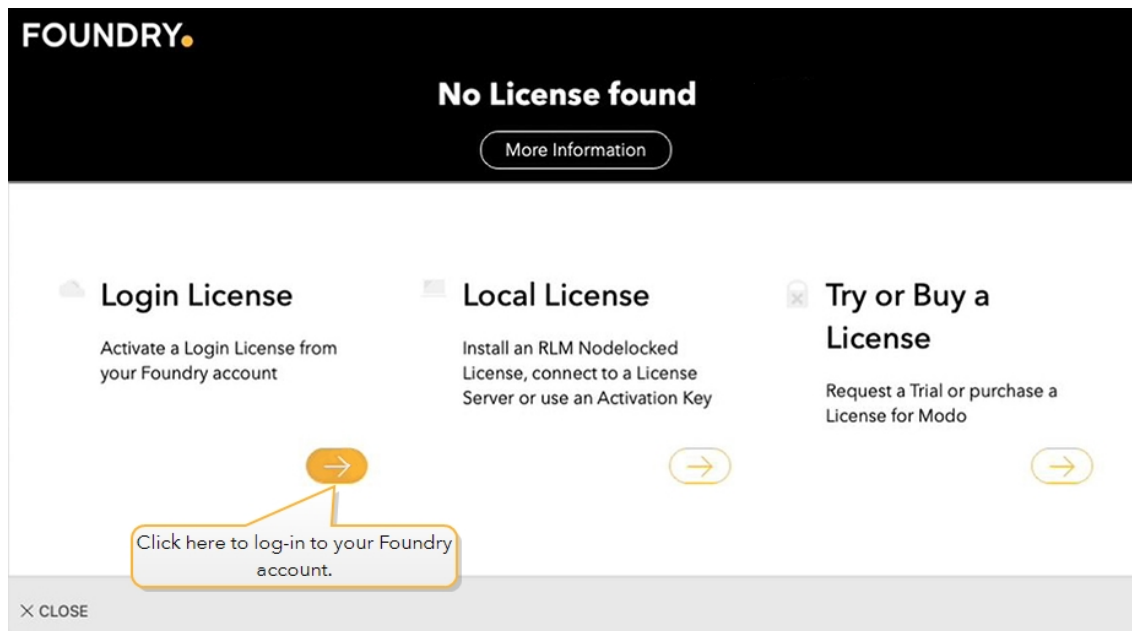 FOUNDRY.
No License found
More Information
Login License
Activate a Login License from
your Foundry account
Local License
Install an RLM Nodelocked
License, connect to a License
Server or use an Activation Key
Try or Buy a
License
Request a Trial or purchase a
License for Modo
Click here to log-in to your Foundry
account.
× CLOSE